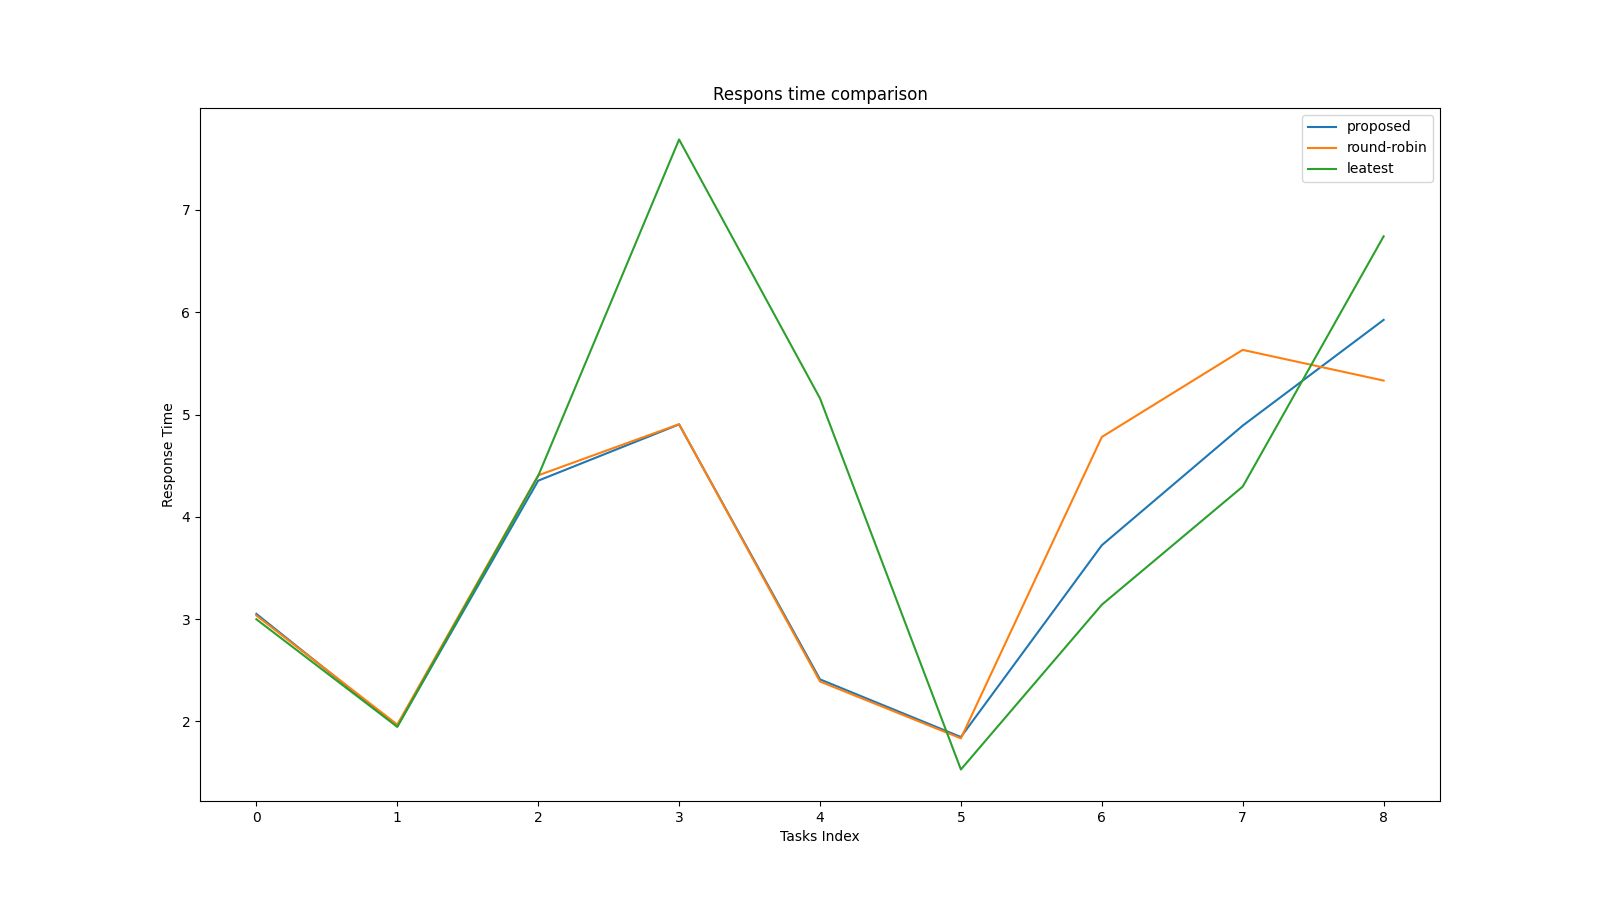 Respons time comparison
proposed
round-robin
leatest
7
6
5
4
3
2
Response Time
0 1 2 3 4 5 6 7 8
Tasks Index